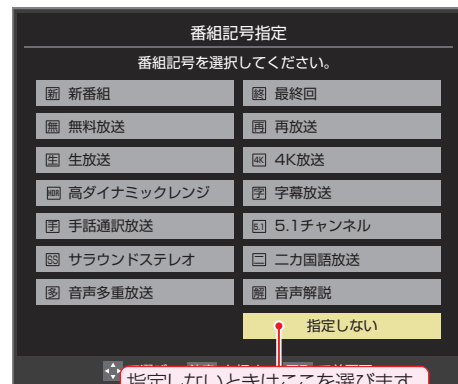 番組記号指定
番組記号を選択してください。
新 新番組
終 最終回
無 無料放送
再 再放送
生 生放送
4K 4K放送
HDR 高ダイナミックレンジ
字 字幕放送
手 手話通訳放送
5.1 5.1チャンネル
SS サラウンドステレオ
二 二カ国語放送
多 音声多重放送
解 音声解説
指定しない
指定しないときはここを選びます